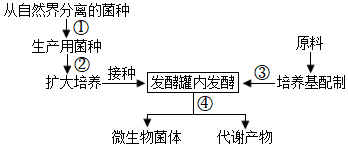 从自然界分离的菌种
①
生产用菌种
原料
②
扩大培养 接种 发酵罐内发酵 ③ 培养基配制
④
微生物菌体 代谢产物